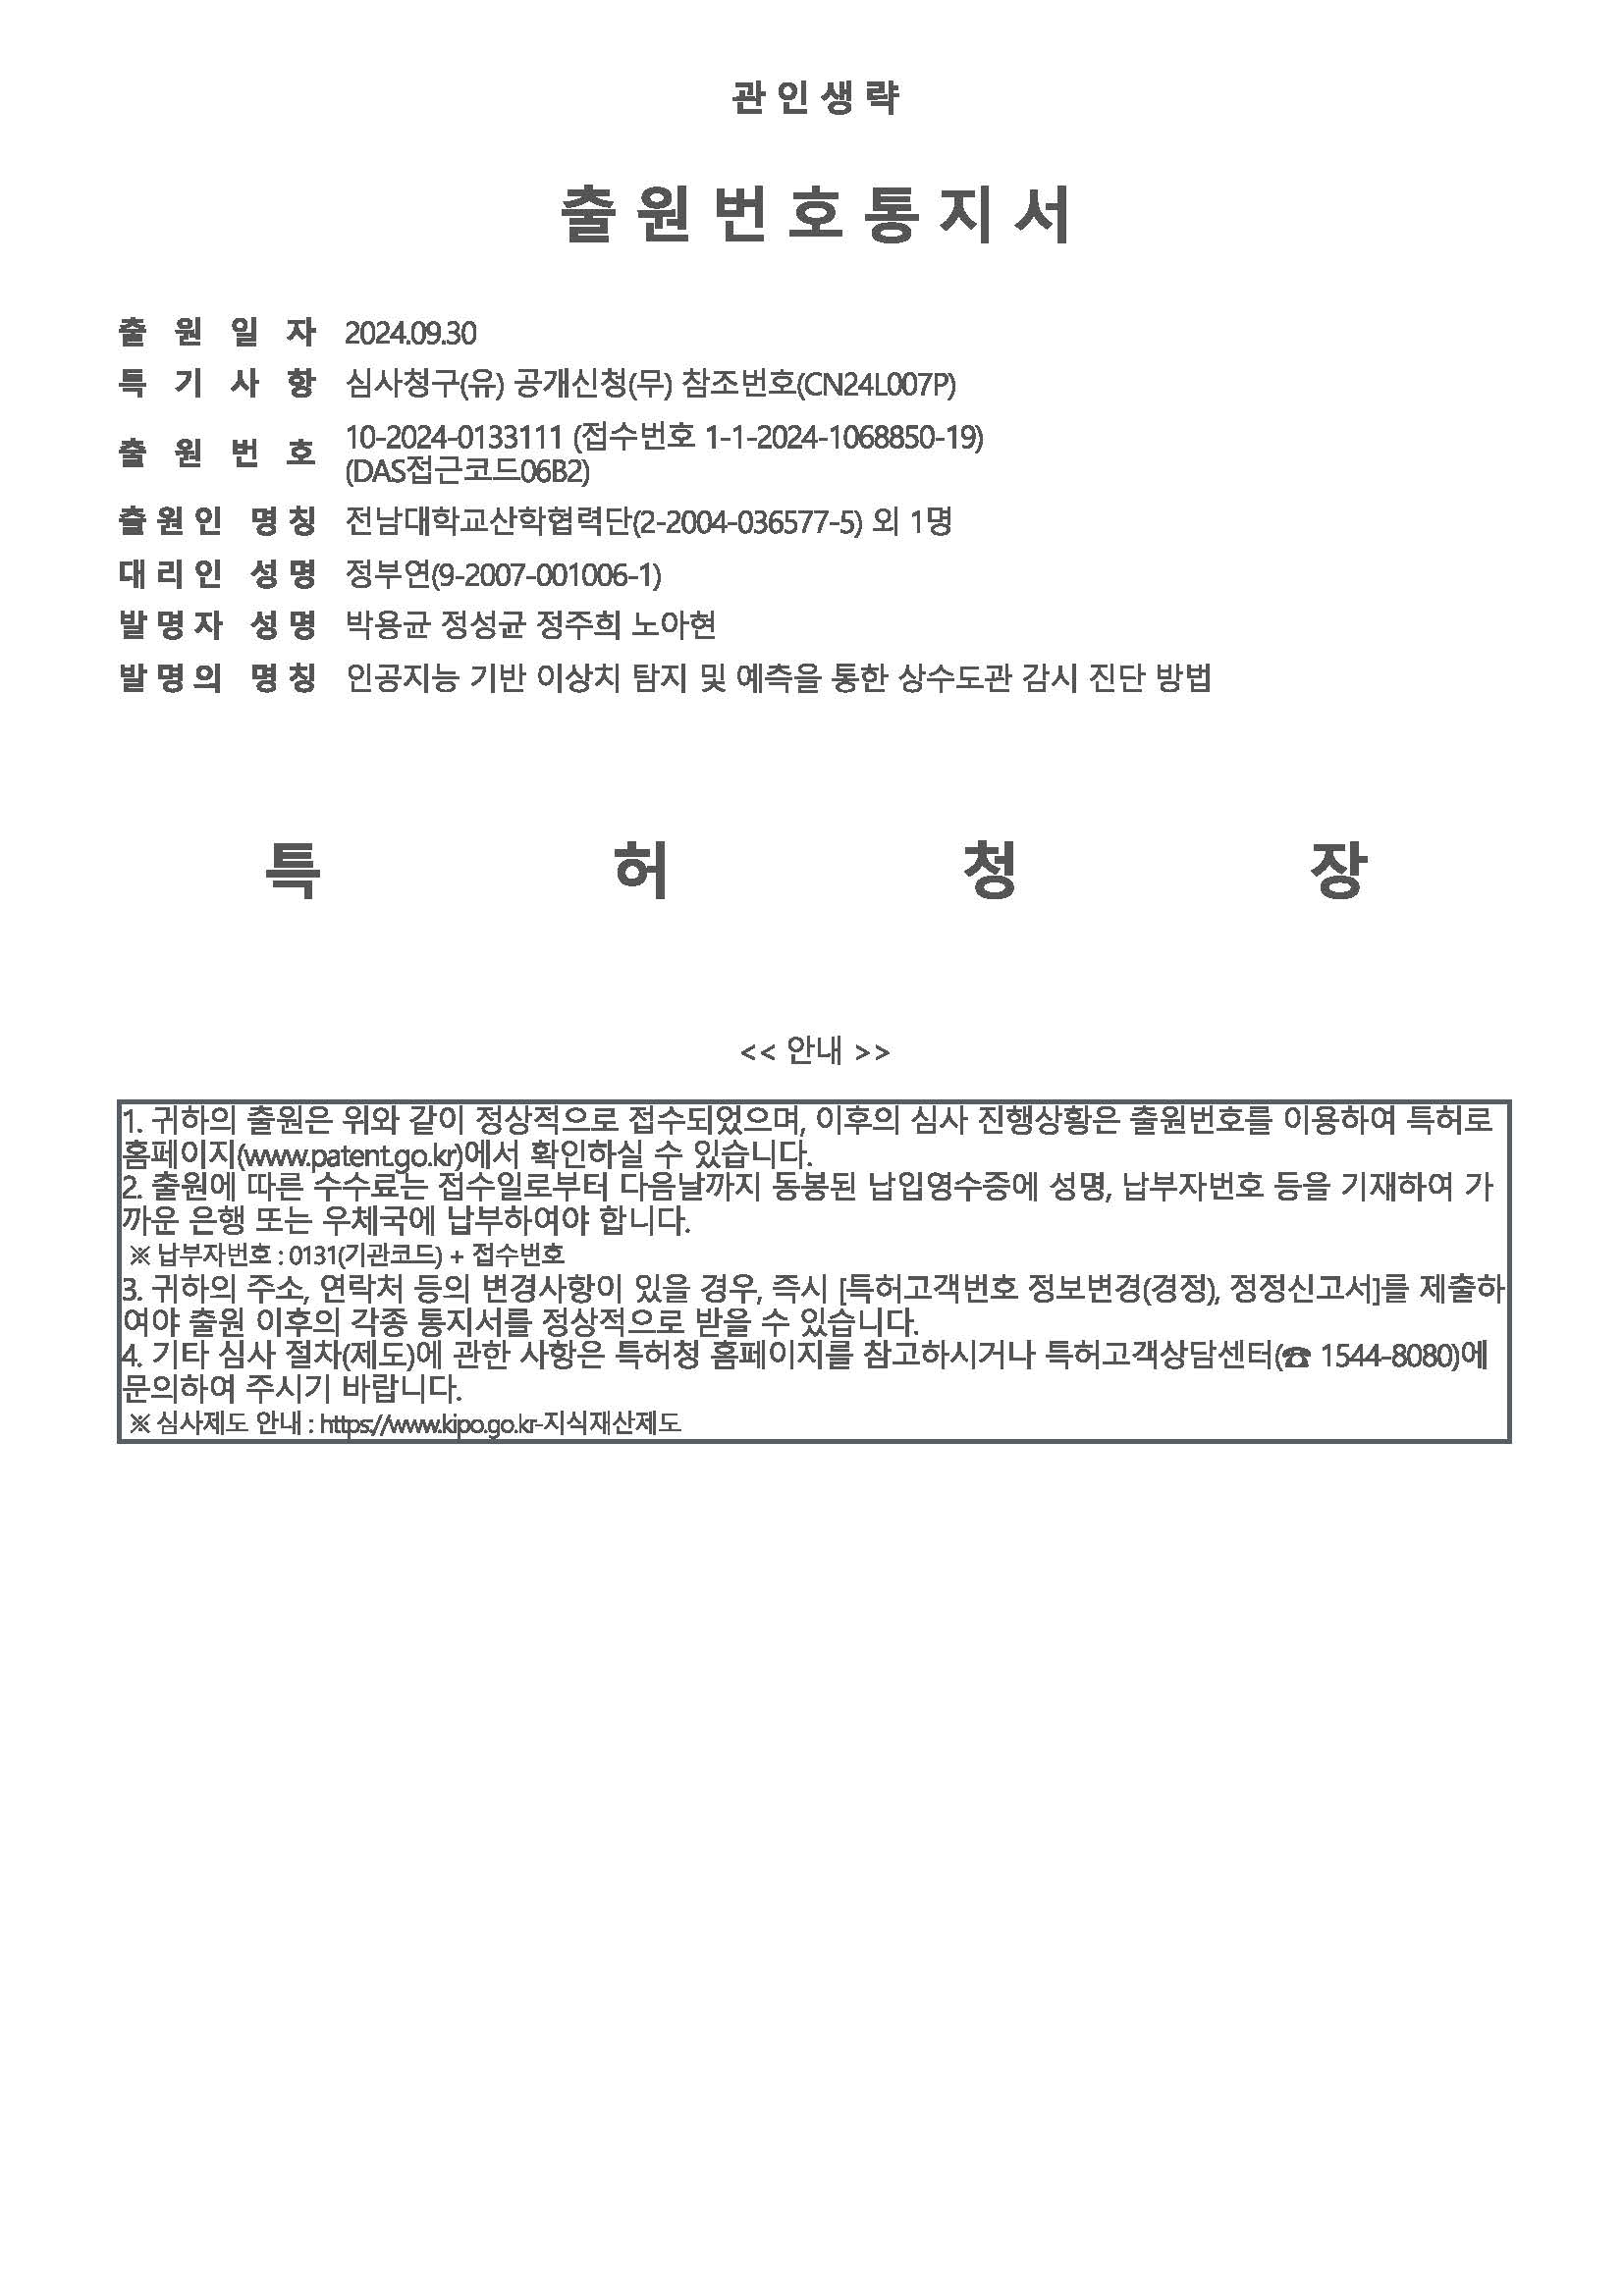 관 인 생 략
출 원 번 호 통 지 서
출 원 일 자 2024.09.30
특 기 사 항 심사청구(유) 공개신청(무) 참조번호(CN24L007P)
출 원 번 호 10-2024-0133111 (접수번호 1-1-2024-1068850-19)
(DAS접근코드06B2)
출 원 인 명 칭 전남대학교산학협력단(2-2004-036577-5) 외 1명
대 리 인 성 명 정부연(9-2007-001006-1)
발 명 자 성 명 박용균 정성균 정주희 노아현
발 명 의 명 칭 인공지능 기반 이상치 탐지 및 예측을 통한 상수도관 감시 진단 방법
특 허 청 장
<< 안내 >>
1. 귀하의 출원은 위와 같이 정상적으로 접수되었으며, 이후의 심사 진행상황은 출원번호를 이용하여 특허로
홈페이지(www.patent.go.kr)에서 확인하실 수 있습니다.
2. 출원에 따른 수수료는 접수일로부터 다음날까지 동봉된 납입영수증에 성명, 납부자번호 등을 기재하여 가
까운 은행 또는 우체국에 납부하여야 합니다.
※ 납부자번호 : 0131(기관코드) + 접수번호
3. 귀하의 주소, 연락처 등의 변경사항이 있을 경우, 즉시 [특허고객번호 정보변경(경정), 정정신고서]를 제출하
여야 출원 이후의 각종 통지서를 정상적으로 받을 수 있습니다.
4. 기타 심사 절차(제도)에 관한 사항은 특허청 홈페이지를 참고하시거나 특허고객상담센터(☎ 1544-8080)에
문의하여 주시기 바랍니다.
※ 심사제도 안내 : https://www.kipo.go.kr-지식재산제도